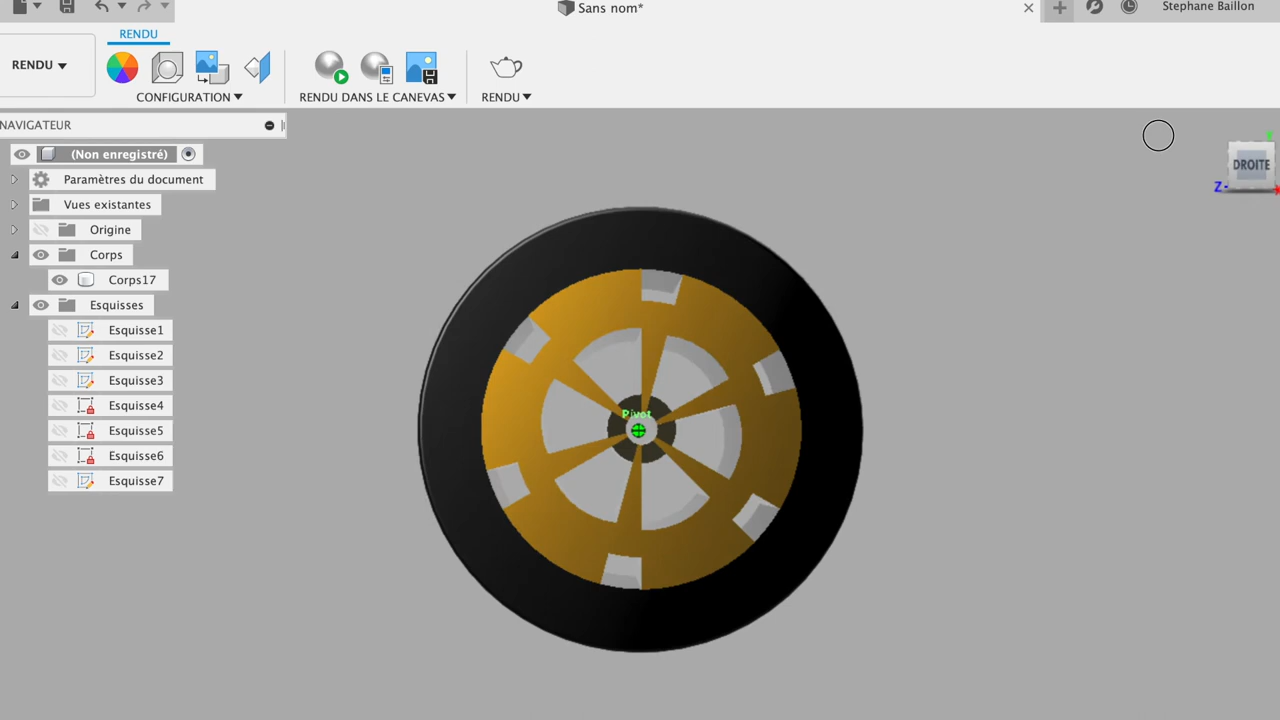 Sans nom*
Stephane Baillon
RENDU
RENDU
CONFIGURATION
RENDU DANS LE CANEVAS
RENDU
NAVIGATEUR
(Non enregistré)
Paramètres du document
Vues existantes
Origine
Corps
Corps17
Esquisses
Esquisse1
Esquisse2
Esquisse3
Esquisse4
Esquisse5
Esquisse6
Esquisse7
Pivot
DROITE
Z